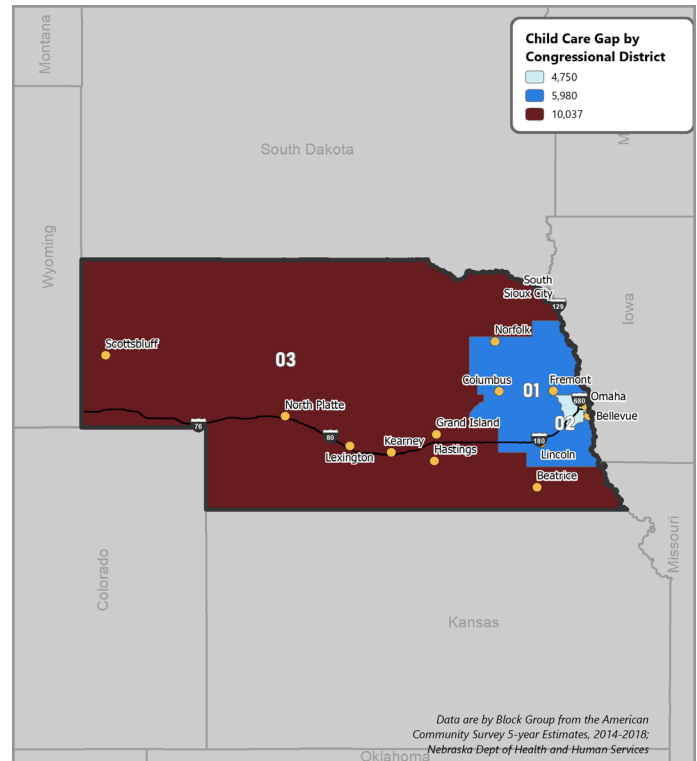 Montana
Child Care Gap by
Congressional District
4,750
5,980
10,037
South Dakota
Wyoming
Iowa
South
Sioux City
129
Norfolk
Scottsbluff
03
Columbus
01
Fremont
680
Omaha
North Platte
02
Bellevue
76
80
Grand Island
Kearney
180
Lexington
Hastings
Lincoln
Beatrice
Colorado
Missouri
Kansas
Data are by Block Group from the American
Community Survey 5-year Estimates, 2014-2018;
Nebraska Dept of Health and Human Services
Oklahoma